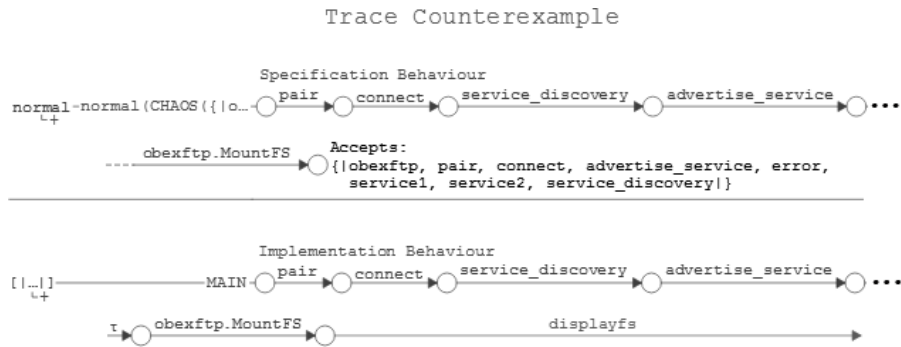 Trace Counterexample
Specification Behaviour
normal-normal(CHAOS({|o… pair connect service_discovery advertise_service •••
obexftp.MountFS Accepts:
{|obexftp, pair, connect, advertise_service, error,
service1, service2, service_discovery|}
Implementation Behaviour
[|…|] MAIN pair connect service_discovery advertise_service •••
τ obexftp.MountFS displayfs